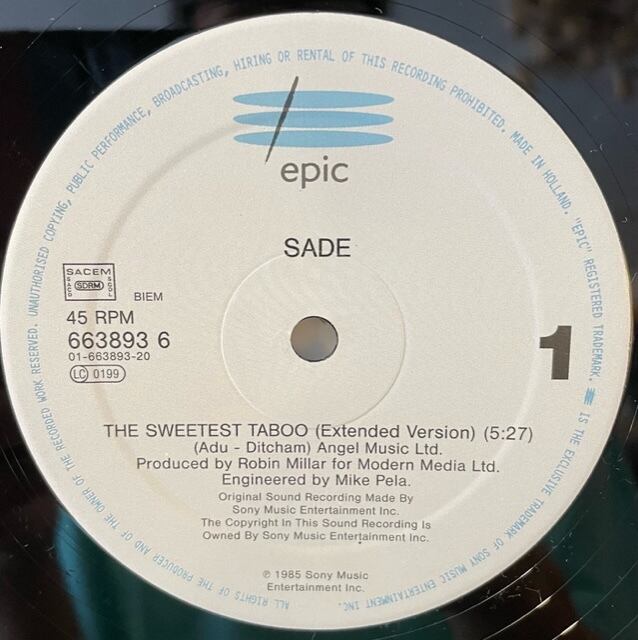 ALL RIGHTS OF THE PRODUCER AND OF THE OWNER OF THE RECORDED WORK RESERVED. UNAUTHORISED COPYING, PUBLIC PERFORMANCE, BROADCASTING, HIRING OR RENTAL OF THIS RECORDING PROHIBITED. MADE IN HOLLAND. "EPIC" REGISTERED TRADEMARK. IS THE EXCLUSIVE TRADEMARK OF SONY MUSIC ENTERTAINMENT INC.
epic
SADE
SACEM
SDRM
BIEM
45 RPM
663893 6
01-663893-20
LC 0199
1
THE SWEETEST TABOO (Extended Version) (5:27)
(Adu - Ditcham) Angel Music Ltd.
Produced by Robin Millar for Modern Media Ltd.
Engineered by Mike Pela.
Original Sound Recording Made By
Sony Music Entertainment Inc.
The Copyright In This Sound Recording Is
Owned By Sony Music Entertainment Inc.
℗ 1985 Sony Music
Entertainment Inc.